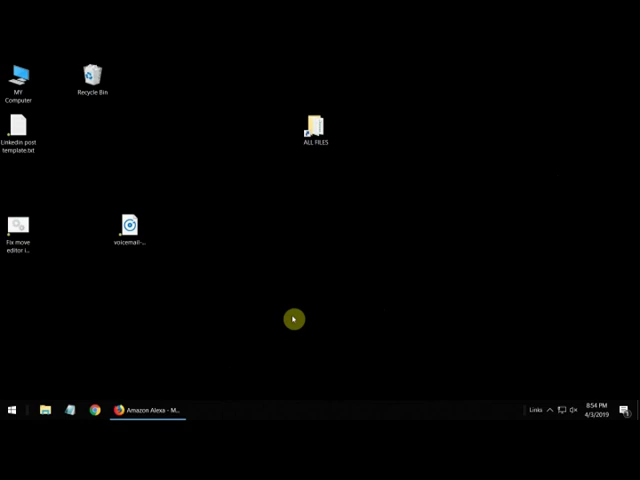 MY
Computer
Recycle Bin
Linkedin post
template.txt
ALL FILES
Fix move
editor i...
voicemail-...
Amazon Alexa - M...
Links
8:54 PM
4/3/2019